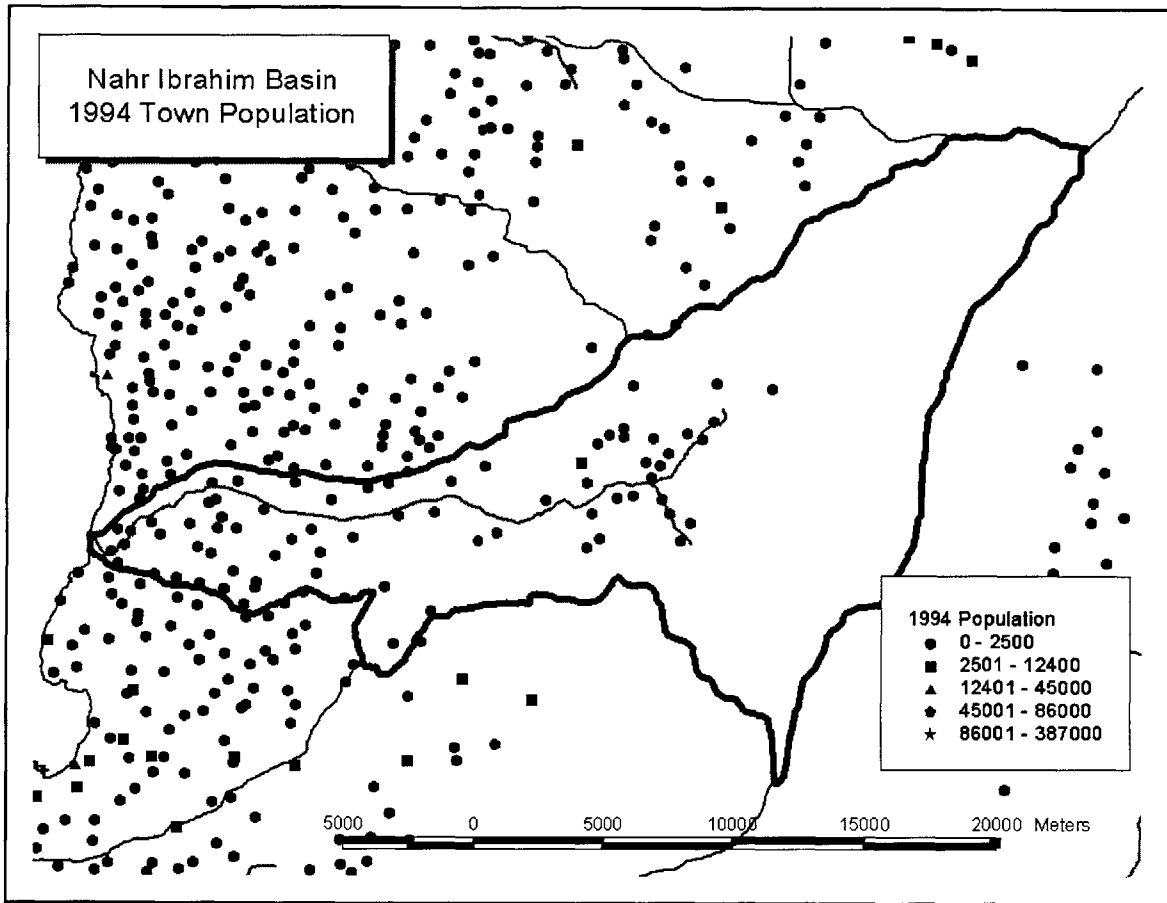 Nahr Ibrahim Basin
1994 Town Population
1994 Population
0 - 2500
2501 - 12400
12401 - 45000
45001 - 86000
86001 - 387000
5000 0 5000 10000 15000 20000 Meters